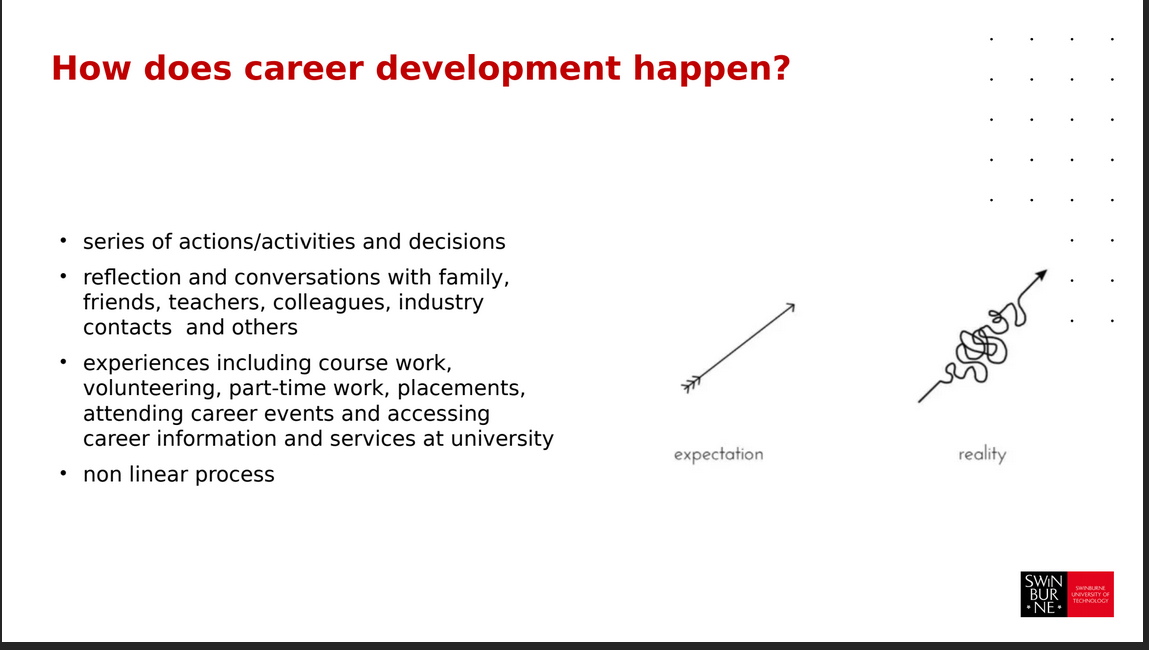 How does career development happen?
• series of actions/activities and decisions
• reflection and conversations with family,
friends, teachers, colleagues, industry
contacts  and others
• experiences including course work,
volunteering, part-time work, placements,
attending career events and accessing
career information and services at university
• non linear process
expectation
reality
SWIN
BUR
* NE *
SWINBURNE
UNIVERSITY OF
TECHNOLOGY